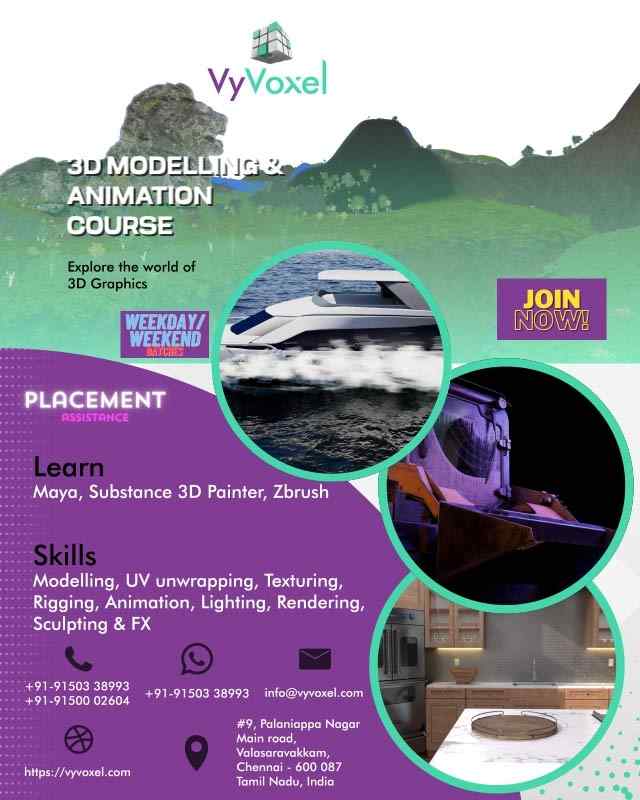 VyVoxel
3D MODELLING &
ANIMATION
COURSE
Explore the world of
3D Graphics
JOIN
NOW!
WEEKDAY/
WEEKEND
BATCHES
PLACEMENT
ASSISTANCE
Learn
Maya, Substance 3D Painter, Zbrush
Skills
Modelling, UV unwrapping, Texturing,
Rigging, Animation, Lighting, Rendering,
Sculpting & FX
+91-91503 38993
+91-91500 02604
+91-91503 38993
info@vyvoxel.com
https://vyvoxel.com
#9, Palaniappa Nagar
Main road,
Valasaravakkam,
Chennai - 600 087
Tamil Nadu, India